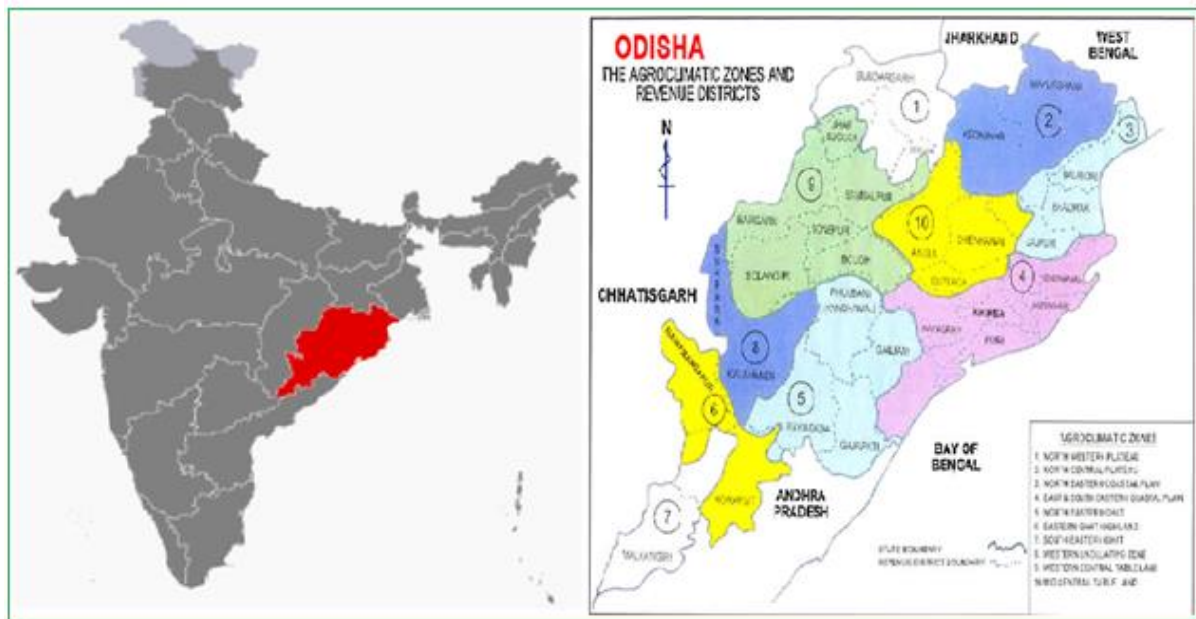 ODISHA
THE AGROCLIMATIC ZONES AND
REVENUE DISTRICTS
N
JHARKHAND
WEST
BENGAL
SUNDARGARH
1
MAYURBHANJ
2
KEONJHAR
3
JHAR
SUGUDA
9
SAMBALPUR
BALASORE
BHADRAK
BARGARH
SONEPUR
10
ANGUL
DHENKANAL
JAJPUR
BOLANGIR
BOUDH
CUTTACK
4
CHHATISGARH
PHULBANI
NAYAGARH
KHURDA
PURI
GANJAM
8
KALAHANDI
NAWARANGAPUR
6
5
RAYAGADA
GAJAPATI
KORAPUT
BAY OF
BENGAL
ANDHRA
PRADESH
7
MALKANGIRI
AGROCLIMATIC ZONES
1 NORTH WESTERN PLATEAU
2 NORTH CENTRAL PLATEAU
3 NORTH EASTERN COASTAL PLAIN
4 EAST & SOUTH EASTERN COASTAL PLAIN
5 NORTH EASTERN GHAT
6 EASTERN GHAT HIGHLAND
7 SOUTH EASTERN GHAT
8 WESTERN UNDULATING ZONE
9 WESTERN CENTRAL TABLE LAND
10 MID CENTRAL TABLE LAND
STATE BOUNDARY
REVENUE DISTRICT BOUNDARY